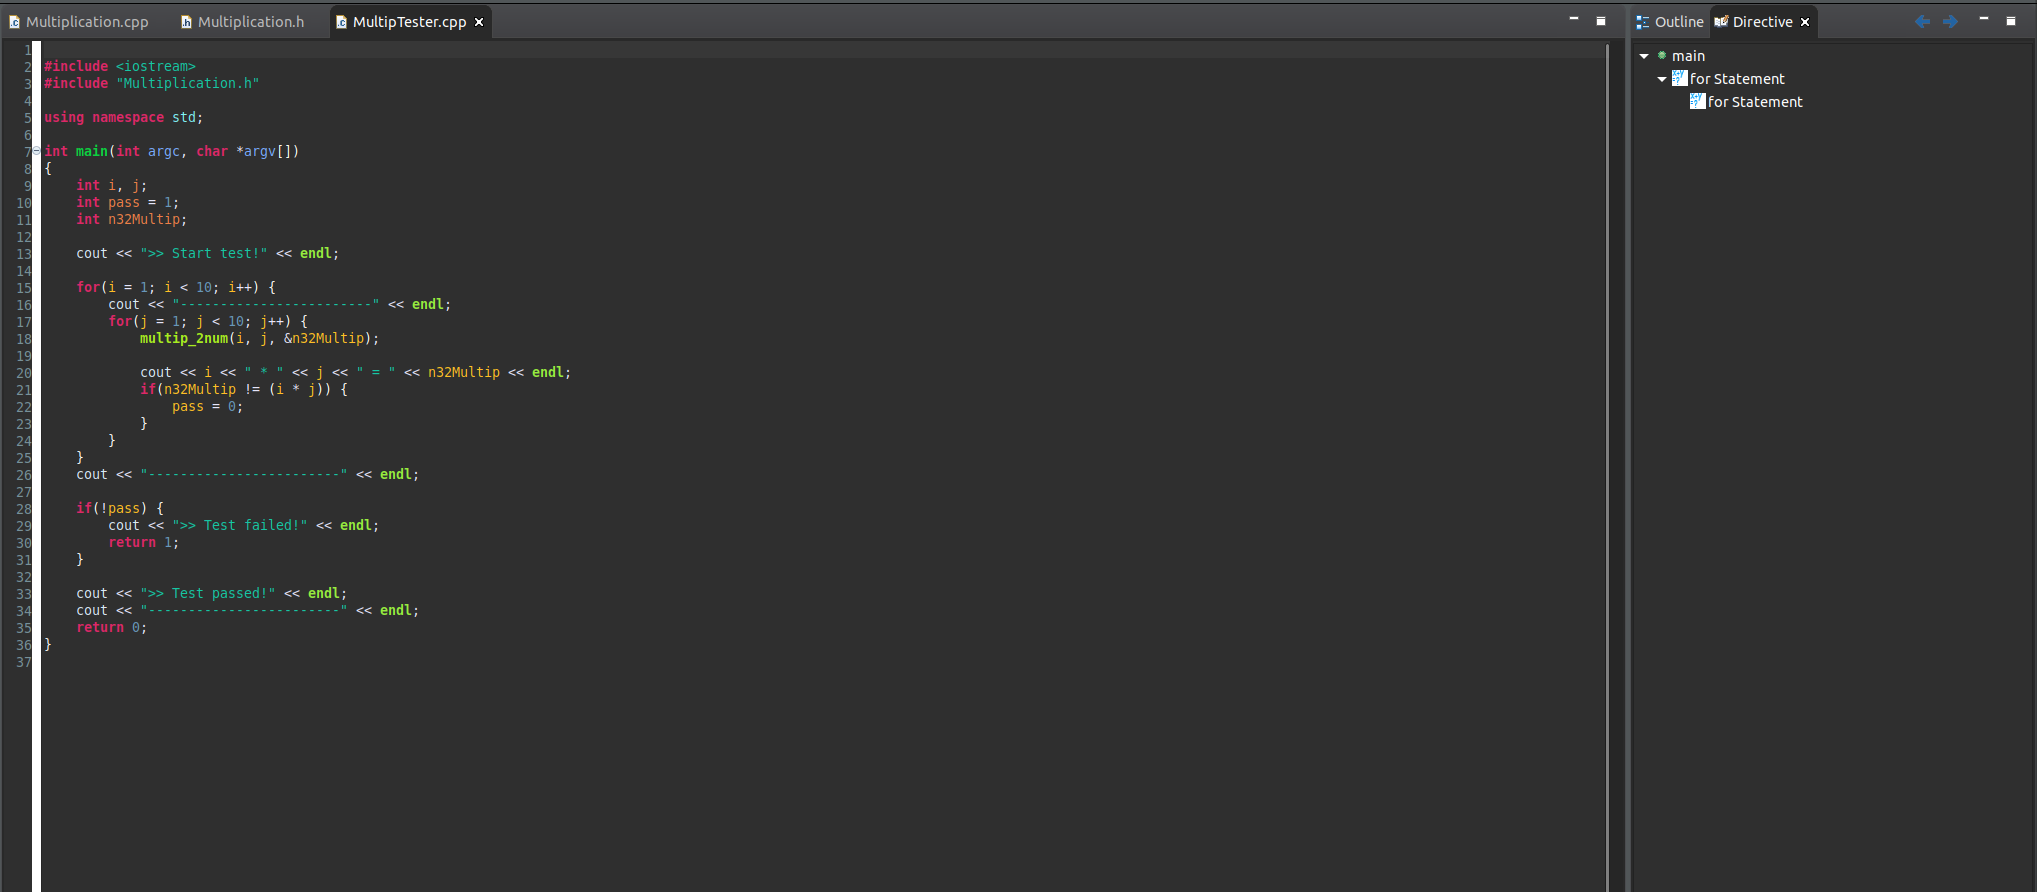 Multiplication.cpp Multiplication.h MultipTester.cpp
Outline Directive
1
2 #include <iostream>
3 #include "Multiplication.h"
4
5 using namespace std;
6
7 int main(int argc, char *argv[])
8 {
9     int i, j;
10     int pass = 1;
11     int n32Multip;
12
13     cout << ">> Start test!" << endl;
14
15     for(i = 1; i < 10; i++) {
16         cout << "------------------------" << endl;
17         for(j = 1; j < 10; j++) {
18             multip_2num(i, j, &n32Multip);
19
20             cout << i << " * " << j << " = " << n32Multip << endl;
21             if(n32Multip != (i * j)) {
22                 pass = 0;
23             }
24         }
25     }
26     cout << "------------------------" << endl;
27
28     if(!pass) {
29         cout << ">> Test failed!" << endl;
30         return 1;
31     }
32
33     cout << ">> Test passed!" << endl;
34     cout << "------------------------" << endl;
35     return 0;
36 }
37
main
for Statement
for Statement